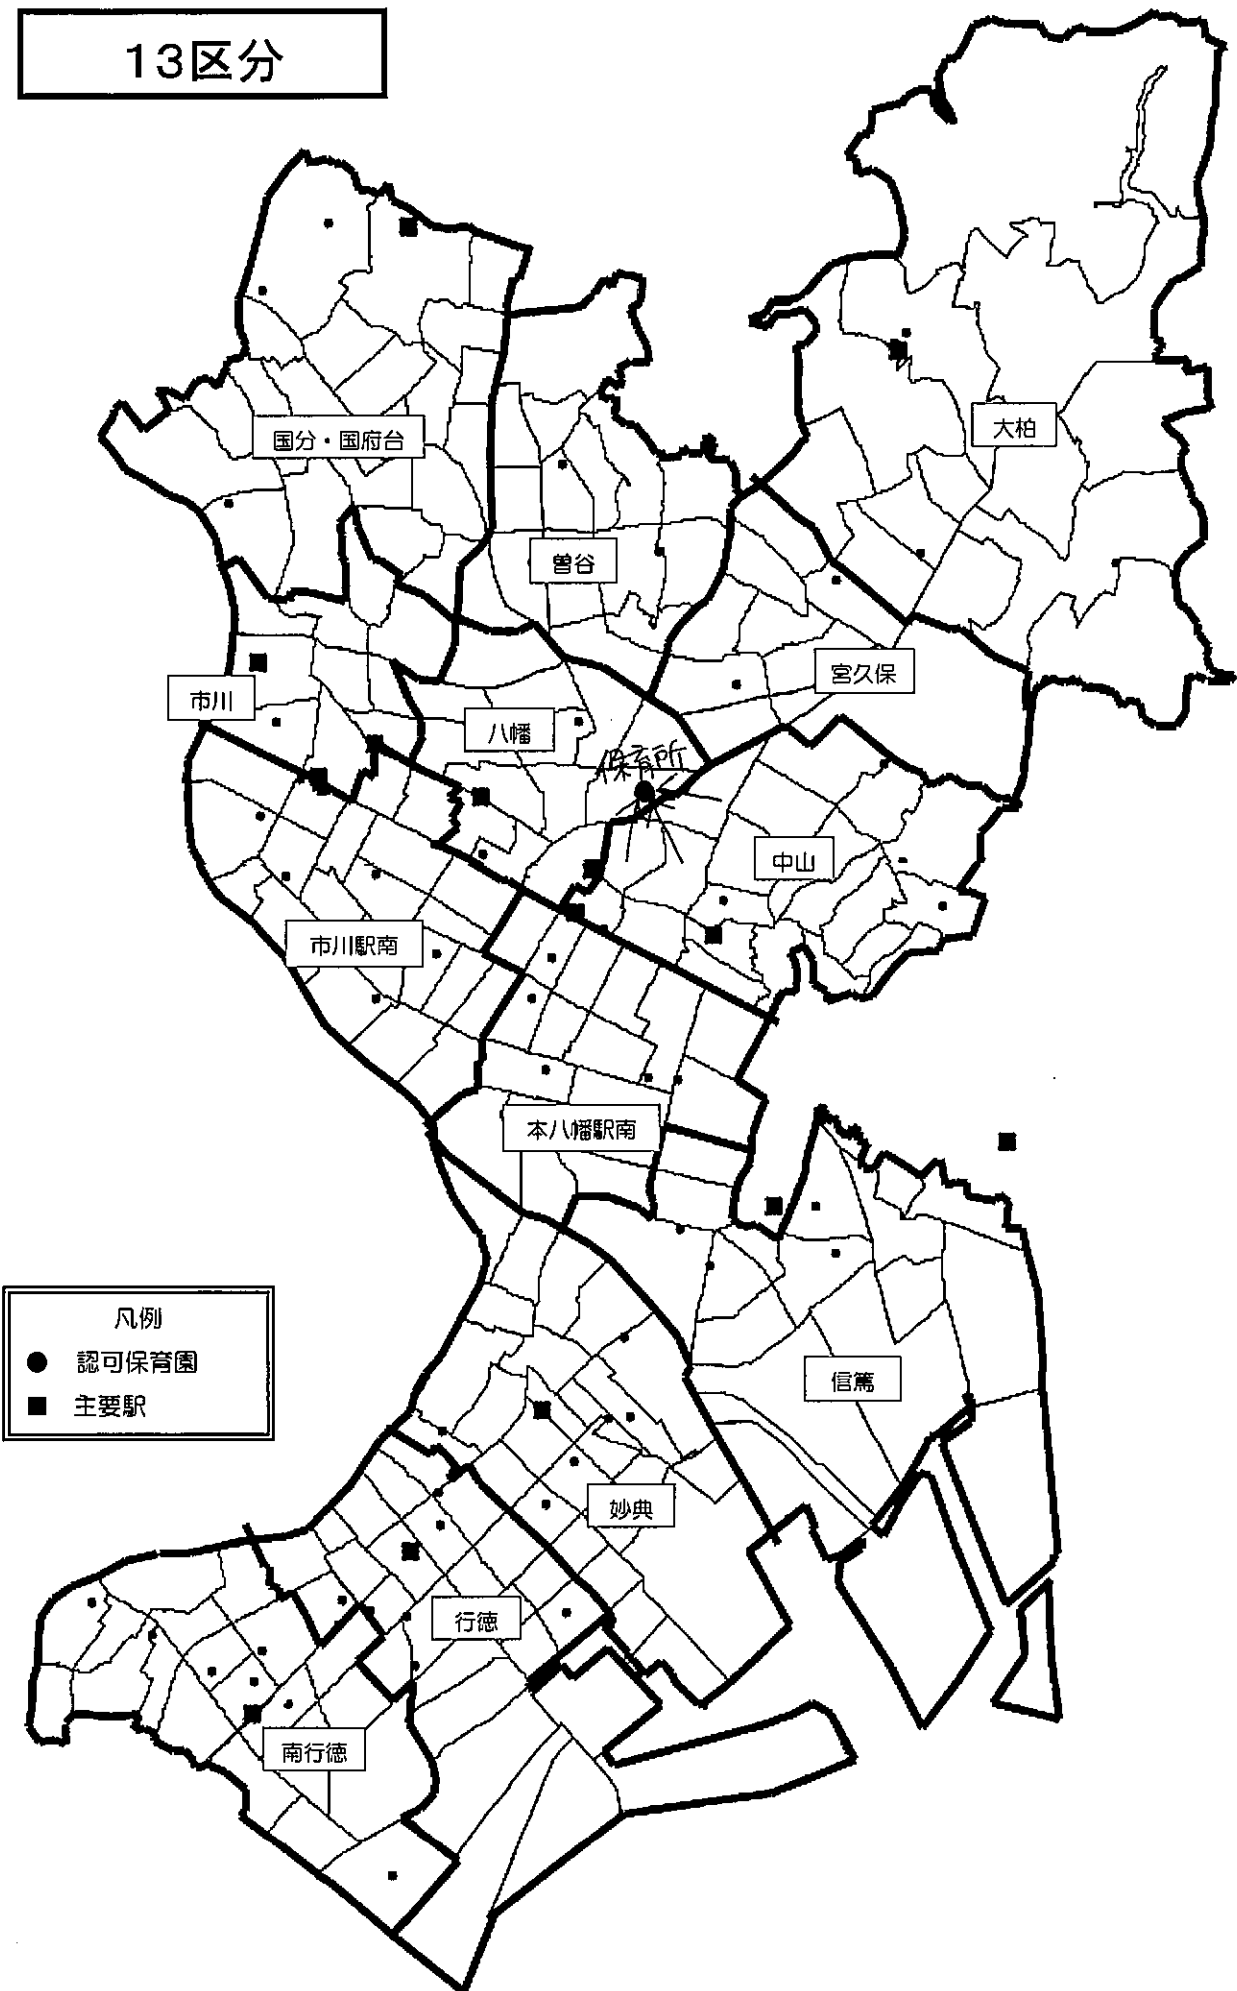 13区分
国分・国府台
大柏
曽谷
宮久保
市川
八幡
保育所
中山
市川駅南
本八幡駅南
凡例
認可保育園
主要駅
信篤
妙典
行徳
南行徳